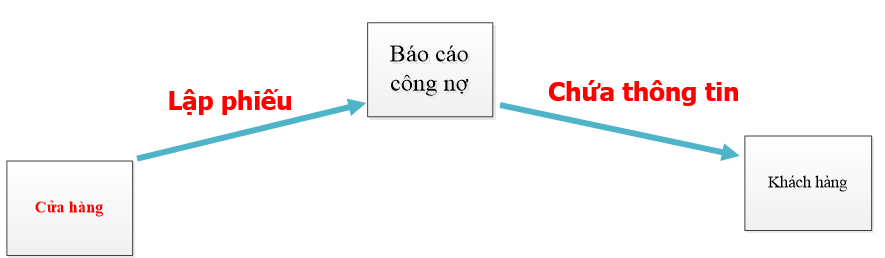 Báo cáo
công nợ
Lập phiếu
Chứa thông tin
Cửa hàng
Khách hàng